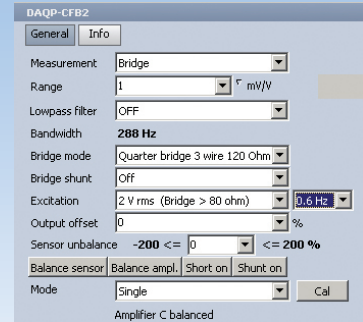 DAQP-CFB2
General Info
Measurement Bridge
Range 1 mV/V
Lowpass filter OFF
Bandwidth 288 Hz
Bridge mode Quarter bridge 3 wire 120 Ohm
Bridge shunt Off
Excitation 2 V rms (Bridge > 80 ohm) 0.6 Hz
Output offset 0 %
Sensor unbalance -200 <= 0 <= 200 %
Balance sensor Balance ampl. Short on Shunt on
Mode Single Cal
Amplifier C balanced